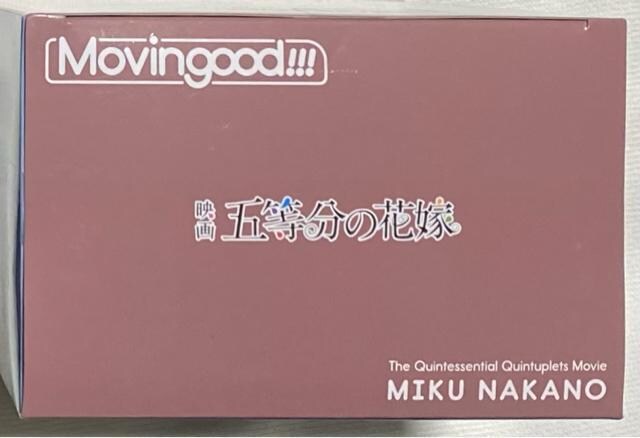 Movingood!!!
映画 五等分の花嫁
The Quintessential Quintuplets Movie
MIKU NAKANO